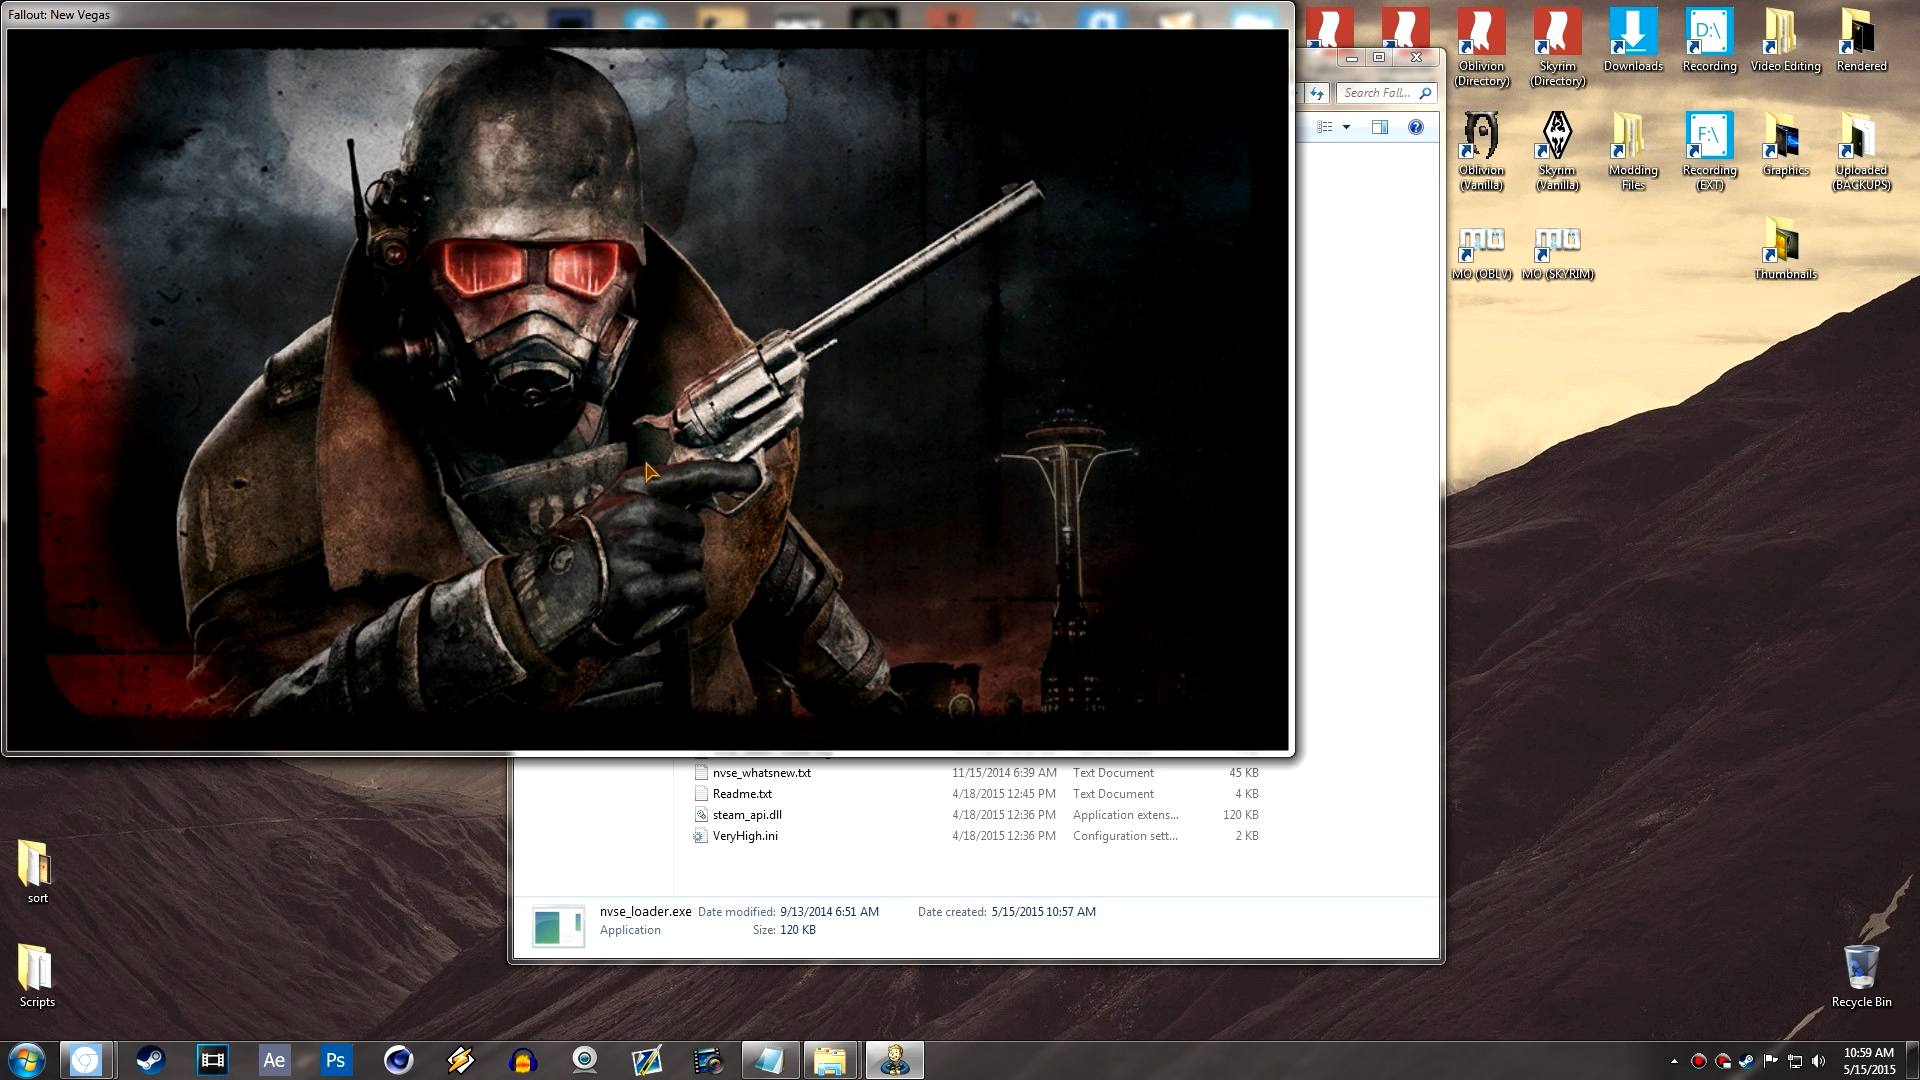 Fallout: New Vegas
Search Fall...
Oblivion
(Directory)
Skyrim
(Directory)
Downloads
D:\
Recording
Video Editing
Rendered
Oblivion
(Vanilla)
Skyrim
(Vanilla)
Modding
Files
F:\
Recording
(EXT)
Graphics
Uploaded
(BACKUPS)
MO (OBLV)
MO (SKYRIM)
Thumbnails
nvse_whatsnew.txt 11/15/2014 6:39 AM Text Document 45 KB
Readme.txt 4/18/2015 12:45 PM Text Document 4 KB
steam_api.dll 4/18/2015 12:36 PM Application extens... 120 KB
VeryHigh.ini 4/18/2015 12:36 PM Configuration sett... 2 KB
nvse_loader.exe Date modified: 9/13/2014 6:51 AM Date created: 5/15/2015 10:57 AM
Application Size: 120 KB
sort
Scripts
Recycle Bin
Ae
Ps
10:59 AM
5/15/2015